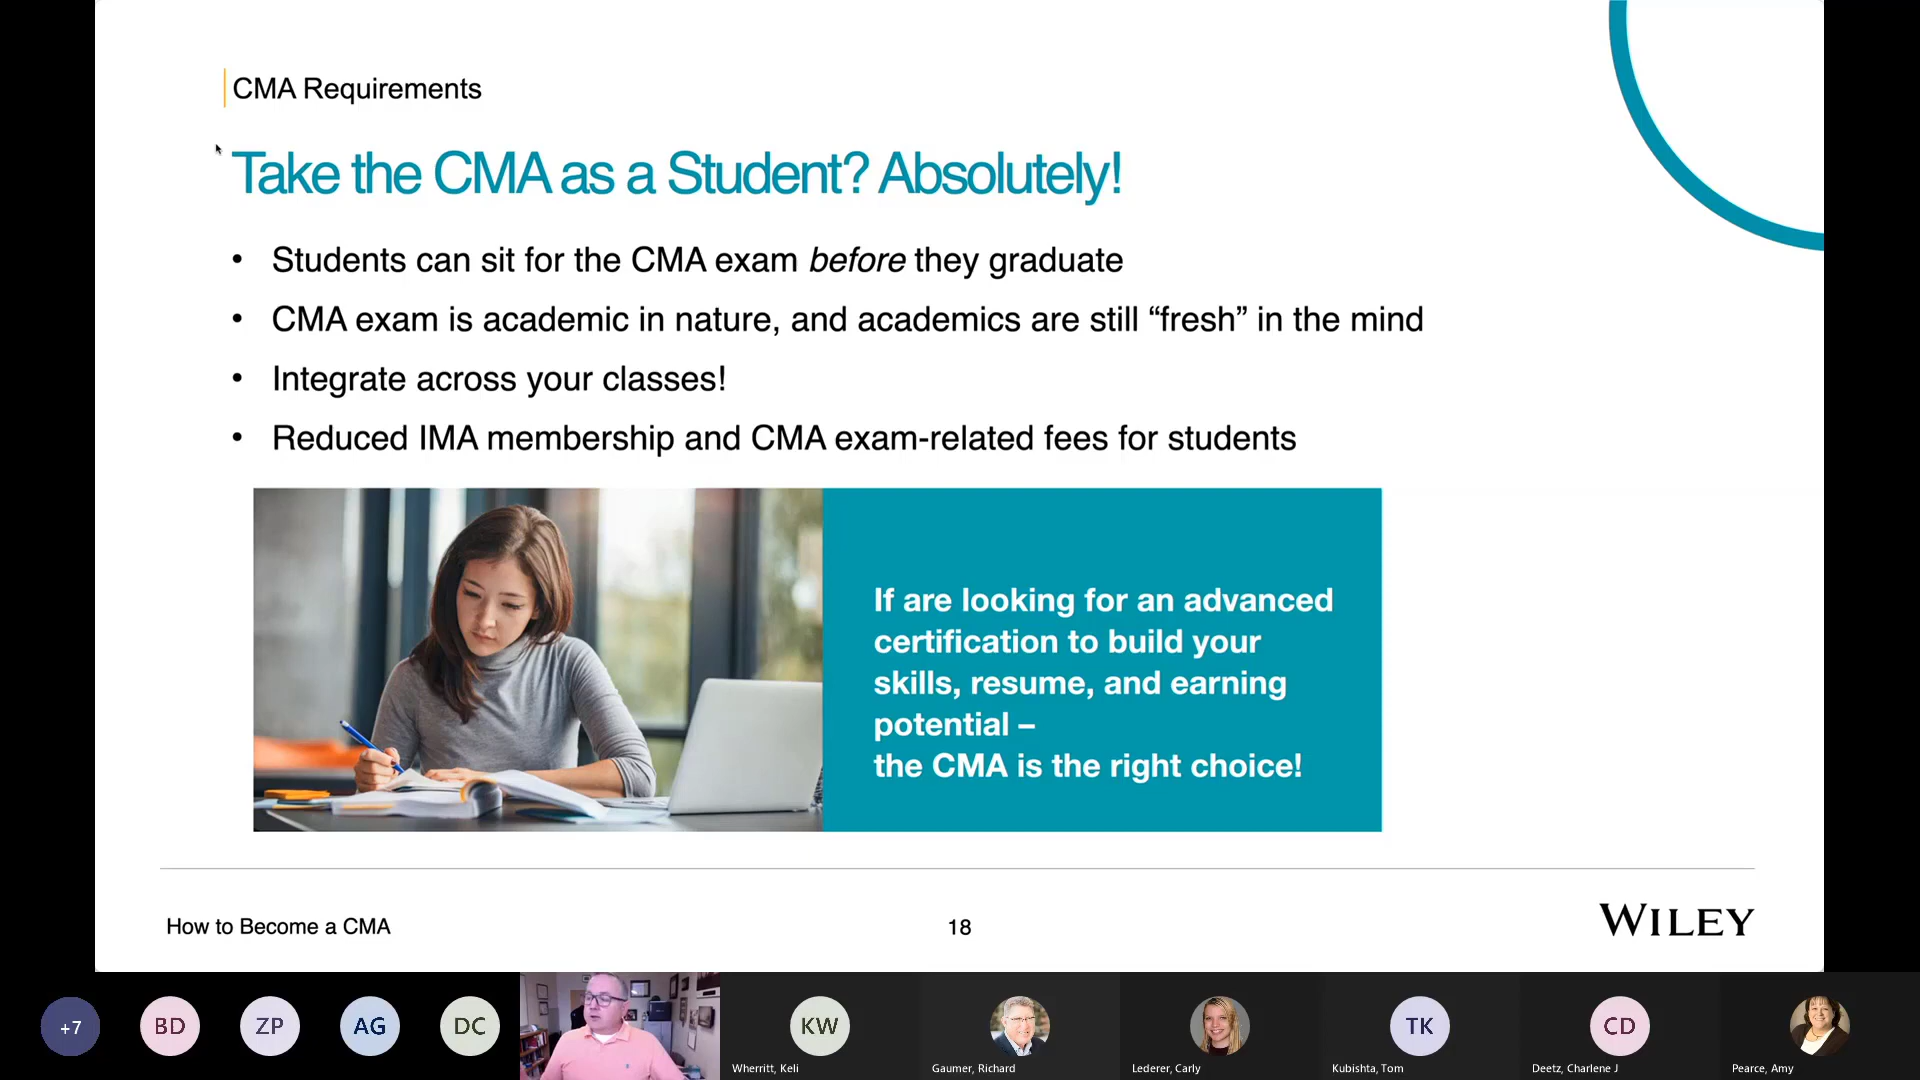 CMA Requirements
Take the CMA as a Student? Absolutely!
• Students can sit for the CMA exam before they graduate
• CMA exam is academic in nature, and academics are still “fresh” in the mind
• Integrate across your classes!
• Reduced IMA membership and CMA exam-related fees for students
If are looking for an advanced
certification to build your
skills, resume, and earning
potential –
the CMA is the right choice!
How to Become a CMA
18
WILEY
+7
BD
ZP
AG
DC
KW
TK
CD
Wherritt, Keli
Gaumer, Richard
Lederer, Carly
Kubishta, Tom
Deetz, Charlene J
Pearce, Amy